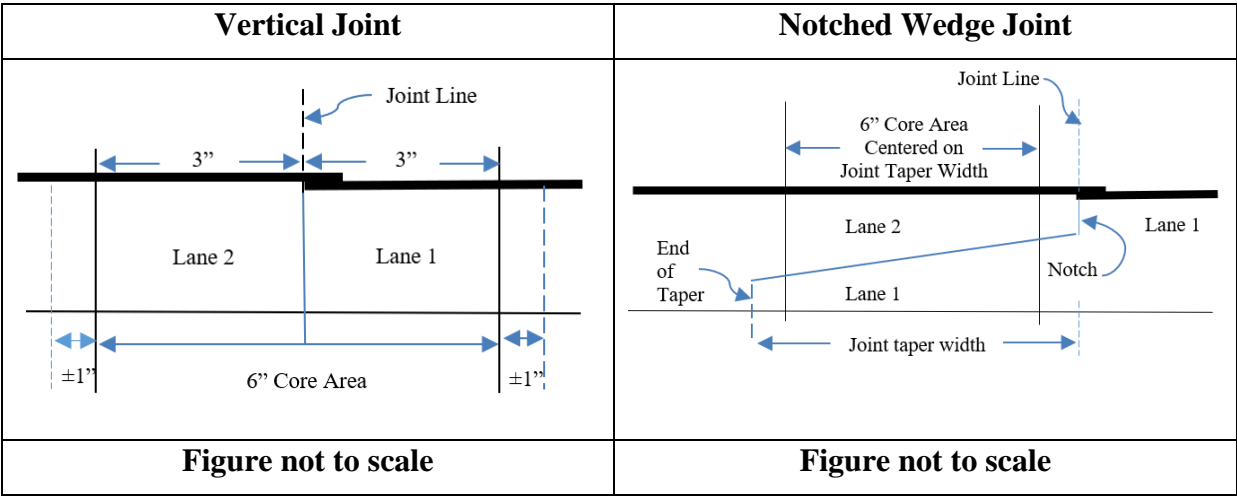 Vertical Joint
Notched Wedge Joint
Joint Line
3”
3”
Lane 2
Lane 1
±1”
6” Core Area
±1”
Joint Line
6” Core Area
Centered on
Joint Taper Width
Lane 2
Lane 1
End
of
Taper
Notch
Lane 1
Joint taper width
Figure not to scale
Figure not to scale